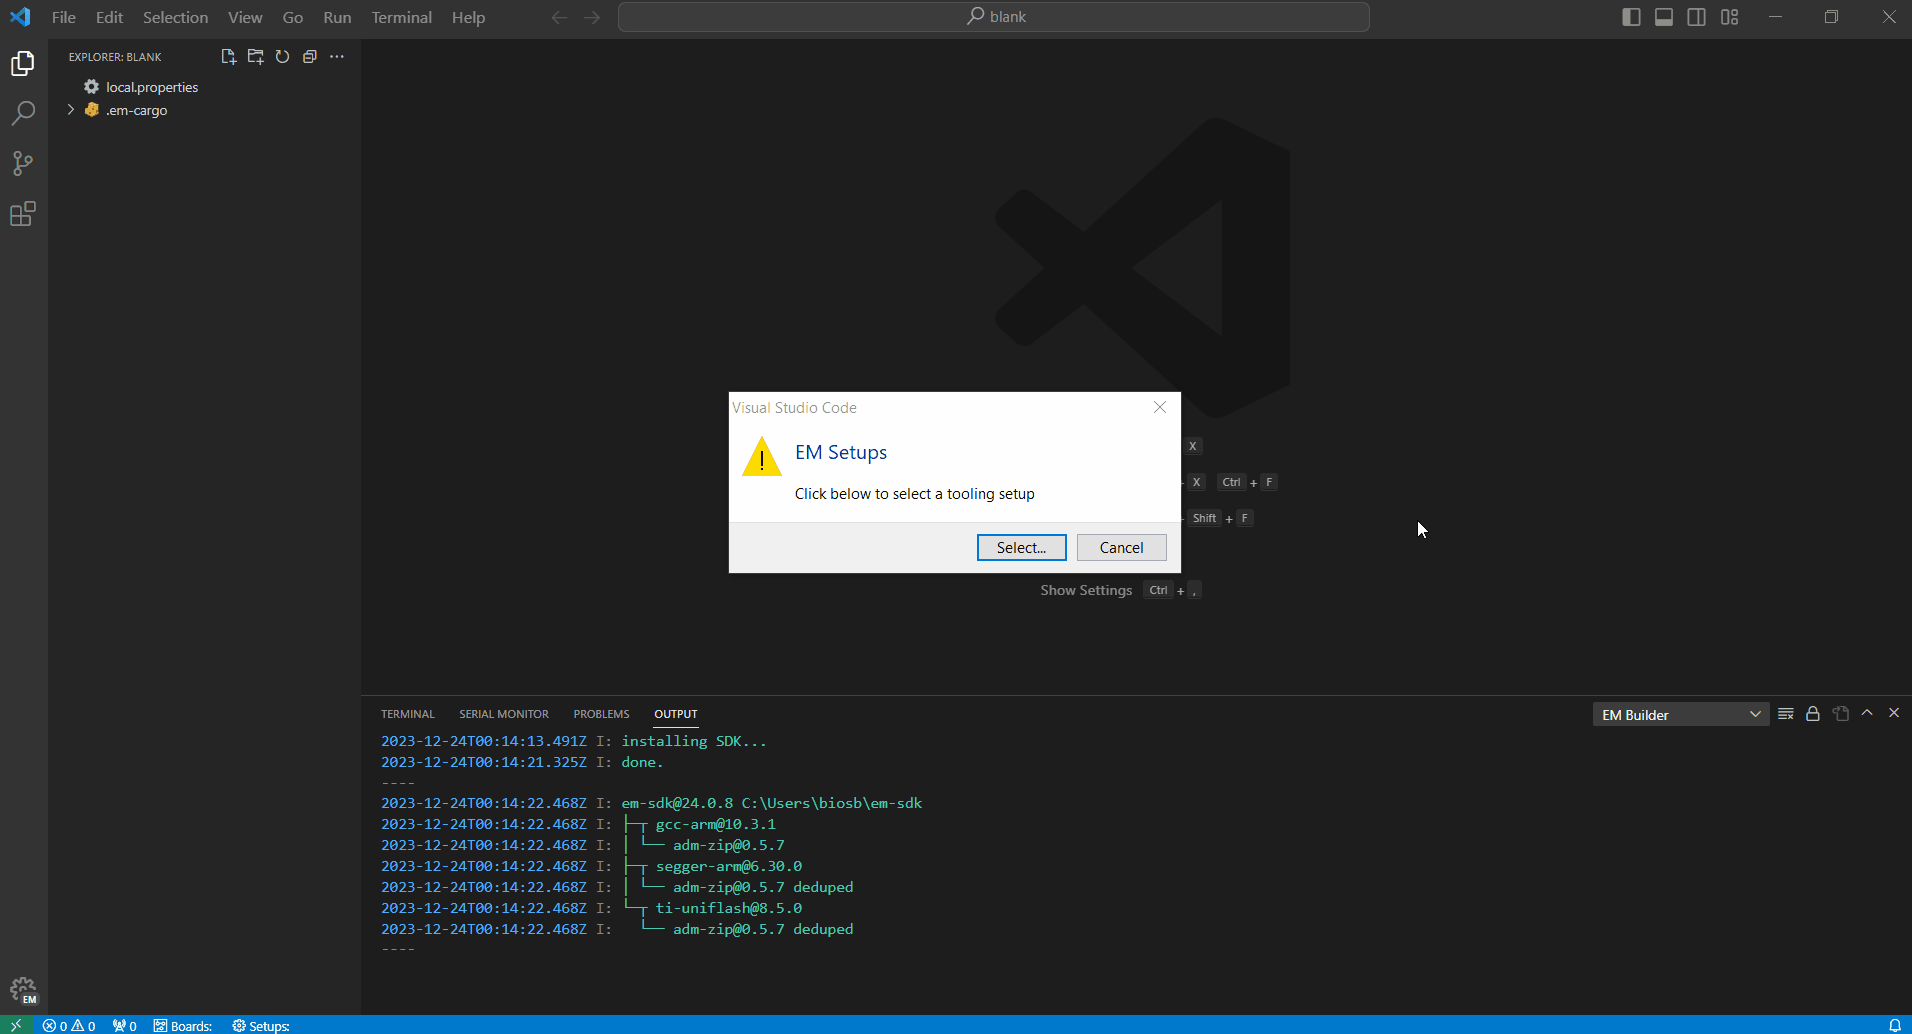 File Edit Selection View Go Run Terminal Help
blank
EXPLORER: BLANK
local.properties
.em-cargo
Visual Studio Code
EM Setups
Click below to select a tooling setup
Select...
Cancel
X
X Ctrl + F
Shift + F
Show Settings Ctrl + ,
TERMINAL SERIAL MONITOR PROBLEMS OUTPUT
EM Builder
2023-12-24T00:14:13.491Z I: installing SDK...
2023-12-24T00:14:21.325Z I: done.
----
2023-12-24T00:14:22.468Z I: em-sdk@24.0.8 C:\Users\biosb\em-sdk
2023-12-24T00:14:22.468Z I: ├─┬ gcc-arm@10.3.1
2023-12-24T00:14:22.468Z I: │ └── adm-zip@0.5.7
2023-12-24T00:14:22.468Z I: ├─┬ segger-arm@6.30.0
2023-12-24T00:14:22.468Z I: │ └── adm-zip@0.5.7 deduped
2023-12-24T00:14:22.468Z I: └─┬ ti-uniflash@8.5.0
2023-12-24T00:14:22.468Z I:   └── adm-zip@0.5.7 deduped
----
EM
0 0 0 Boards: Setups: